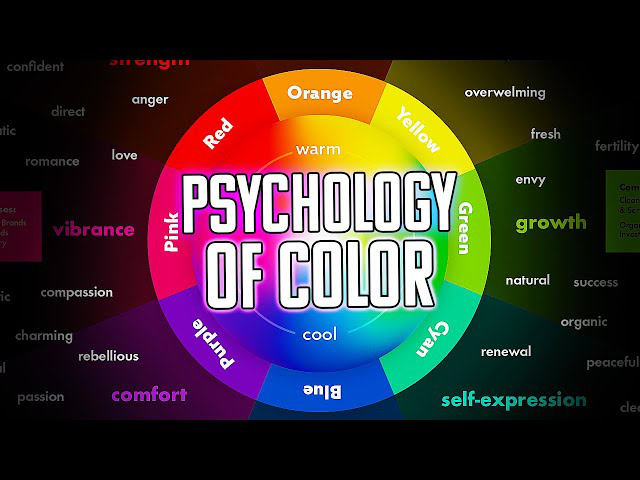 confident
strength
anger
direct
love
romance
vibrance
compassion
charming
rebellious
passion
comfort
Orange
Red
Yellow
warm
Pink
Green
PSYCHOLOGY
OF COLOR
cool
Purple
Cyan
Blue
overwelming
fresh
fertility
envy
growth
natural
success
organic
renewal
peaceful
self-expression
Brands